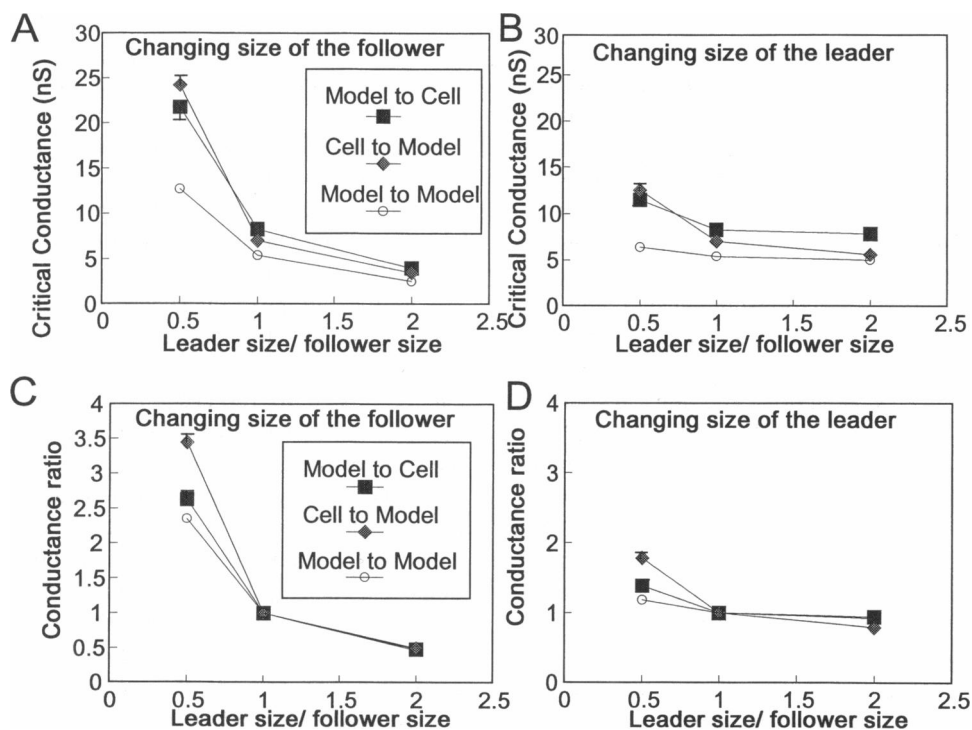 A
Changing size of the follower
Critical Conductance (nS)
30
25
20
15
10
5
0
Model to Cell
Cell to Model
Model to Model
0
0.5
1
1.5
2
2.5
Leader size/ follower size
B
Changing size of the leader
Critical Conductance (nS)
30
25
20
15
10
5
0
0
0.5
1
1.5
2
2.5
Leader size/ follower size
C
Changing size of the follower
Conductance ratio
4
3.5
3
2.5
2
1.5
1
0.5
0
Model to Cell
Cell to Model
Model to Model
0
0.5
1
1.5
2
2.5
Leader size/ follower size
D
Changing size of the leader
Conductance ratio
4
3
2
1
0
0
0.5
1
1.5
2
2.5
Leader size/ follower size